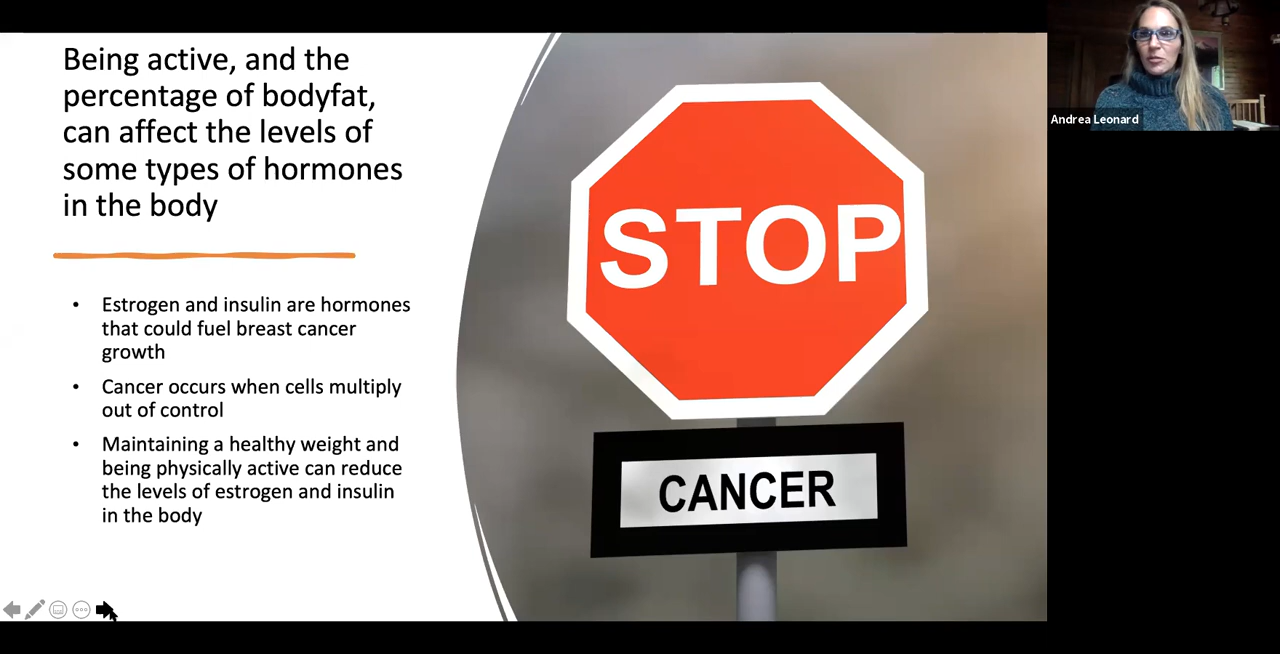 Being active, and the
percentage of bodyfat,
can affect the levels of
some types of hormones
in the body
• Estrogen and insulin are hormones
that could fuel breast cancer
growth
• Cancer occurs when cells multiply
out of control
• Maintaining a healthy weight and
being physically active can reduce
the levels of estrogen and insulin
in the body
STOP
CANCER
Andrea Leonard